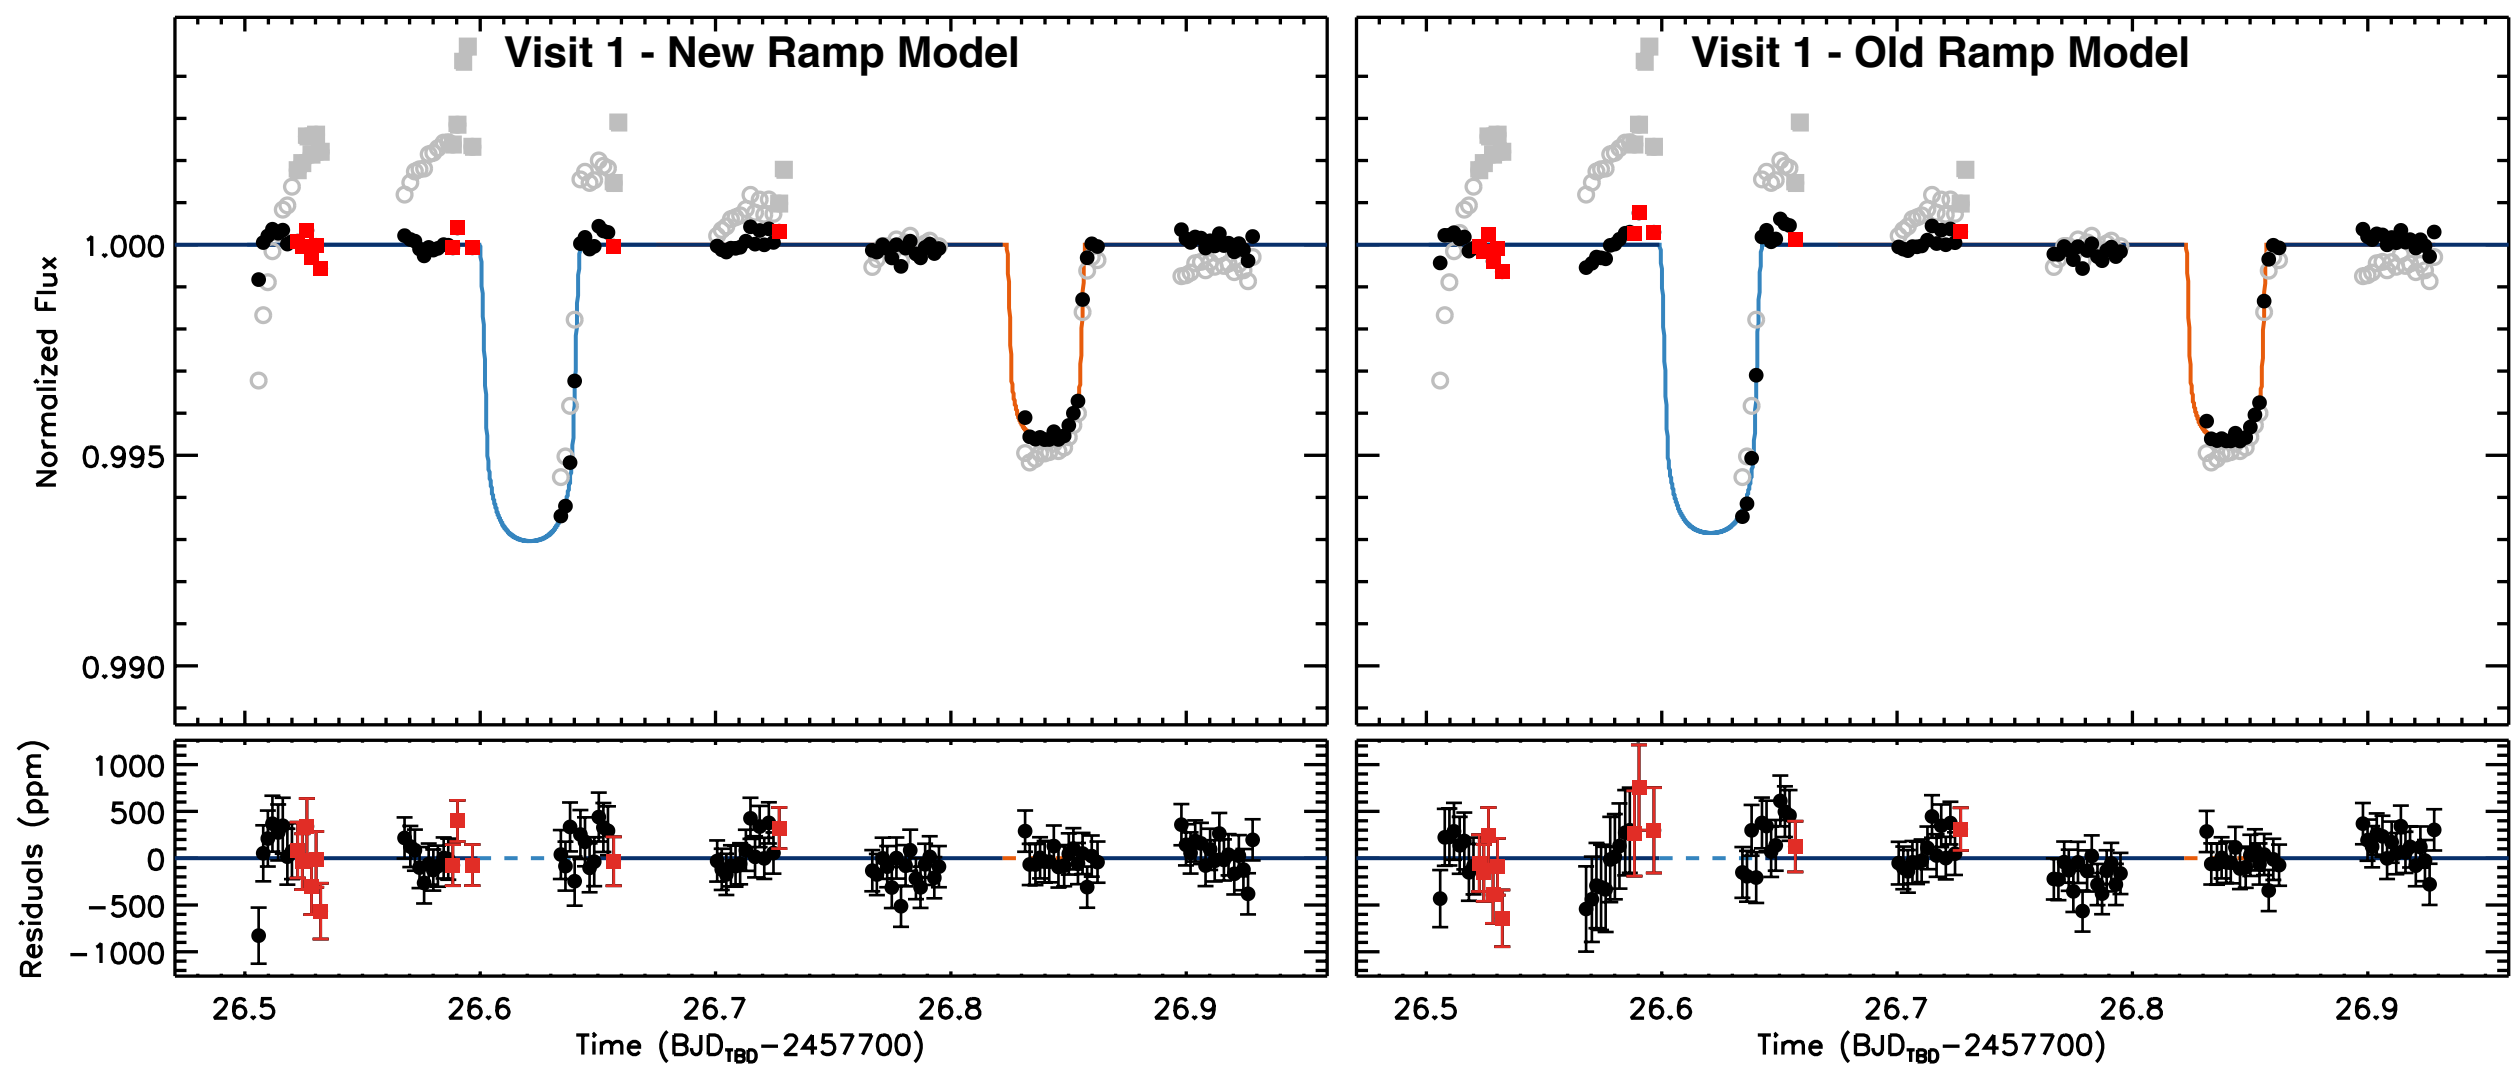 Visit 1 - New Ramp Model
Visit 1 - Old Ramp Model
Normalized Flux
1.000
0.995
0.990
Residuals (ppm)
1000
500
0
−500
−1000
26.5 26.6 26.7 26.8 26.9
26.5 26.6 26.7 26.8 26.9
Time (BJD_TBD−2457700)
Time (BJD_TBD−2457700)